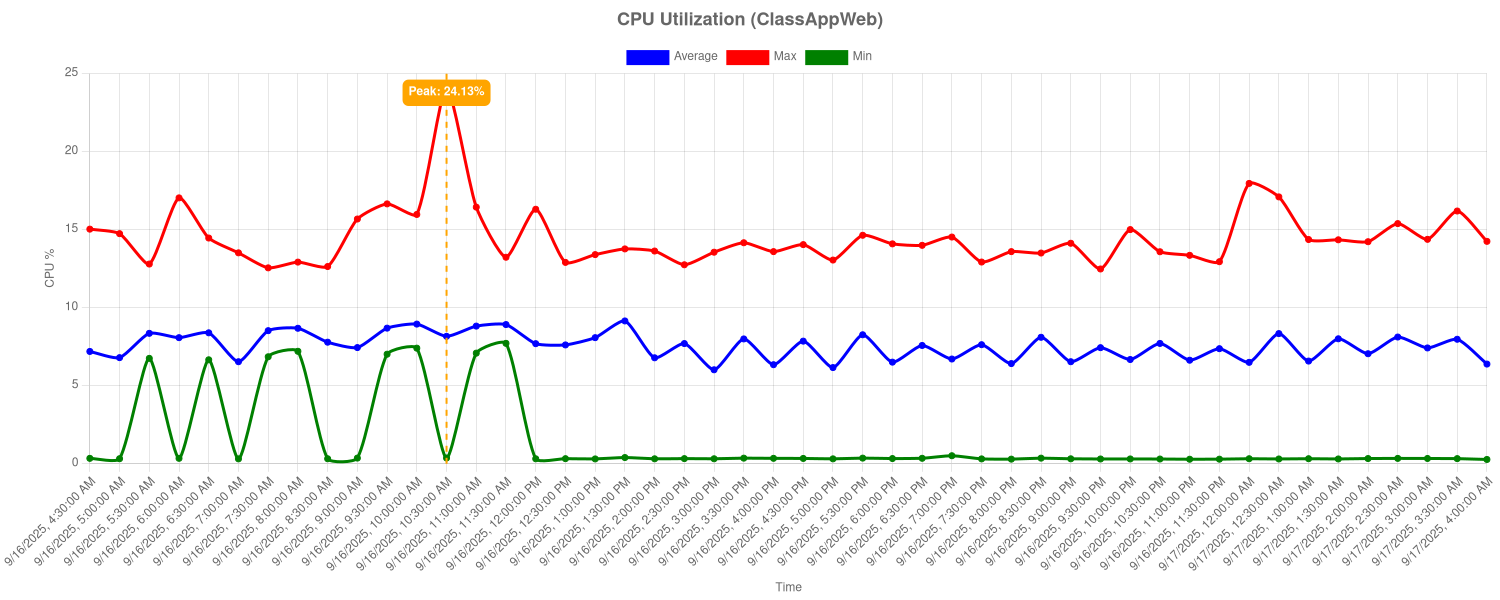 CPU Utilization (ClassAppWeb)
Average Max Min
Peak: 24.13%
25
20
15
10
5
0
CPU %
9/16/2025, 4:30:00 AM
9/16/2025, 5:00:00 AM
9/16/2025, 5:30:00 AM
9/16/2025, 6:00:00 AM
9/16/2025, 6:30:00 AM
9/16/2025, 7:00:00 AM
9/16/2025, 7:30:00 AM
9/16/2025, 8:00:00 AM
9/16/2025, 8:30:00 AM
9/16/2025, 9:00:00 AM
9/16/2025, 9:30:00 AM
9/16/2025, 10:00:00 AM
9/16/2025, 10:30:00 AM
9/16/2025, 11:00:00 AM
9/16/2025, 11:30:00 AM
9/16/2025, 12:00:00 PM
9/16/2025, 12:30:00 PM
9/16/2025, 1:00:00 PM
9/16/2025, 1:30:00 PM
9/16/2025, 2:00:00 PM
9/16/2025, 2:30:00 PM
9/16/2025, 3:00:00 PM
9/16/2025, 3:30:00 PM
9/16/2025, 4:00:00 PM
9/16/2025, 4:30:00 PM
9/16/2025, 5:00:00 PM
9/16/2025, 5:30:00 PM
9/16/2025, 6:00:00 PM
9/16/2025, 6:30:00 PM
9/16/2025, 7:00:00 PM
9/16/2025, 7:30:00 PM
9/16/2025, 8:00:00 PM
9/16/2025, 8:30:00 PM
9/16/2025, 9:00:00 PM
9/16/2025, 9:30:00 PM
9/16/2025, 10:00:00 PM
9/16/2025, 10:30:00 PM
9/16/2025, 11:00:00 PM
9/16/2025, 11:30:00 PM
9/17/2025, 12:00:00 AM
9/17/2025, 12:30:00 AM
9/17/2025, 1:00:00 AM
9/17/2025, 1:30:00 AM
9/17/2025, 2:00:00 AM
9/17/2025, 2:30:00 AM
9/17/2025, 3:00:00 AM
9/17/2025, 3:30:00 AM
9/17/2025, 4:00:00 AM
Time